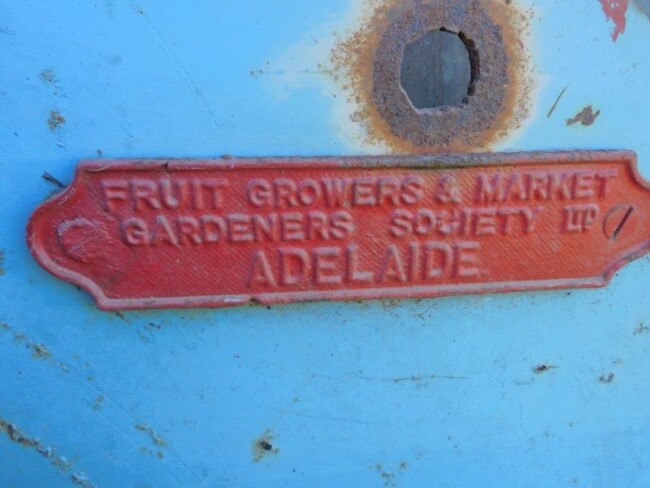 FRUIT GROWERS & MARKET
GARDENERS SOCIETY LTD
ADELAIDE